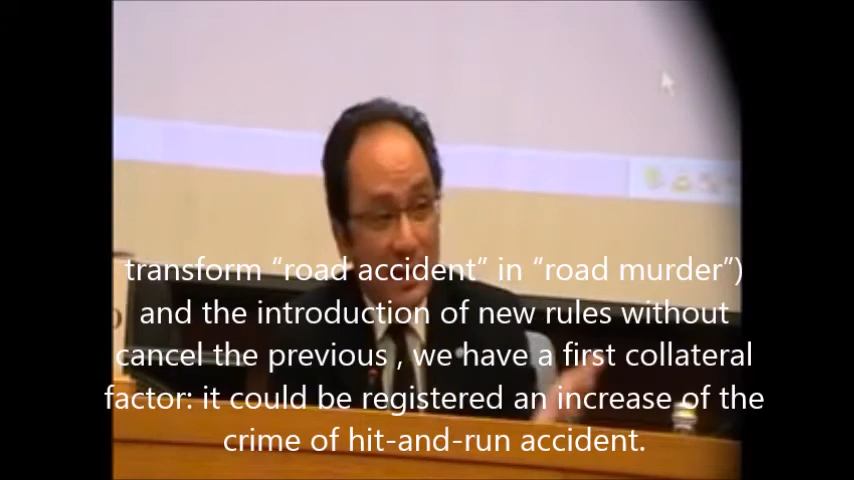 transform “road accident” in “road murder”)
and the introduction of new rules without
cancel the previous , we have a first collateral
factor: it could be registered an increase of the
crime of hit-and-run accident.